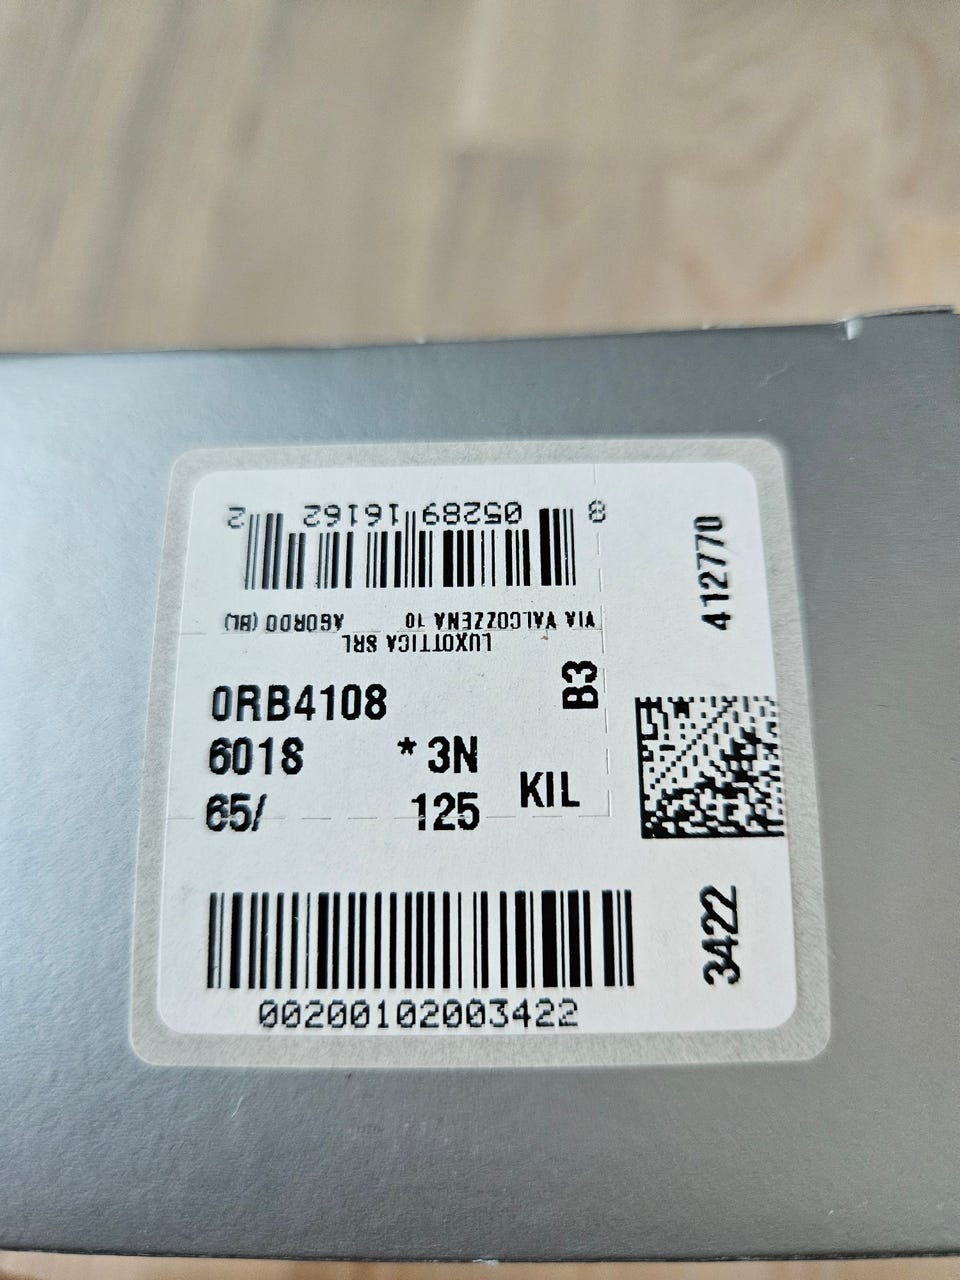 8 05289 16162 2
VIA VALCOZZENA 10 AGORDO (BL)
LUXOTTICA SRL
0RB4108
601S * 3N
65/ 125
KIL
B3
412770
3422
00200102003422